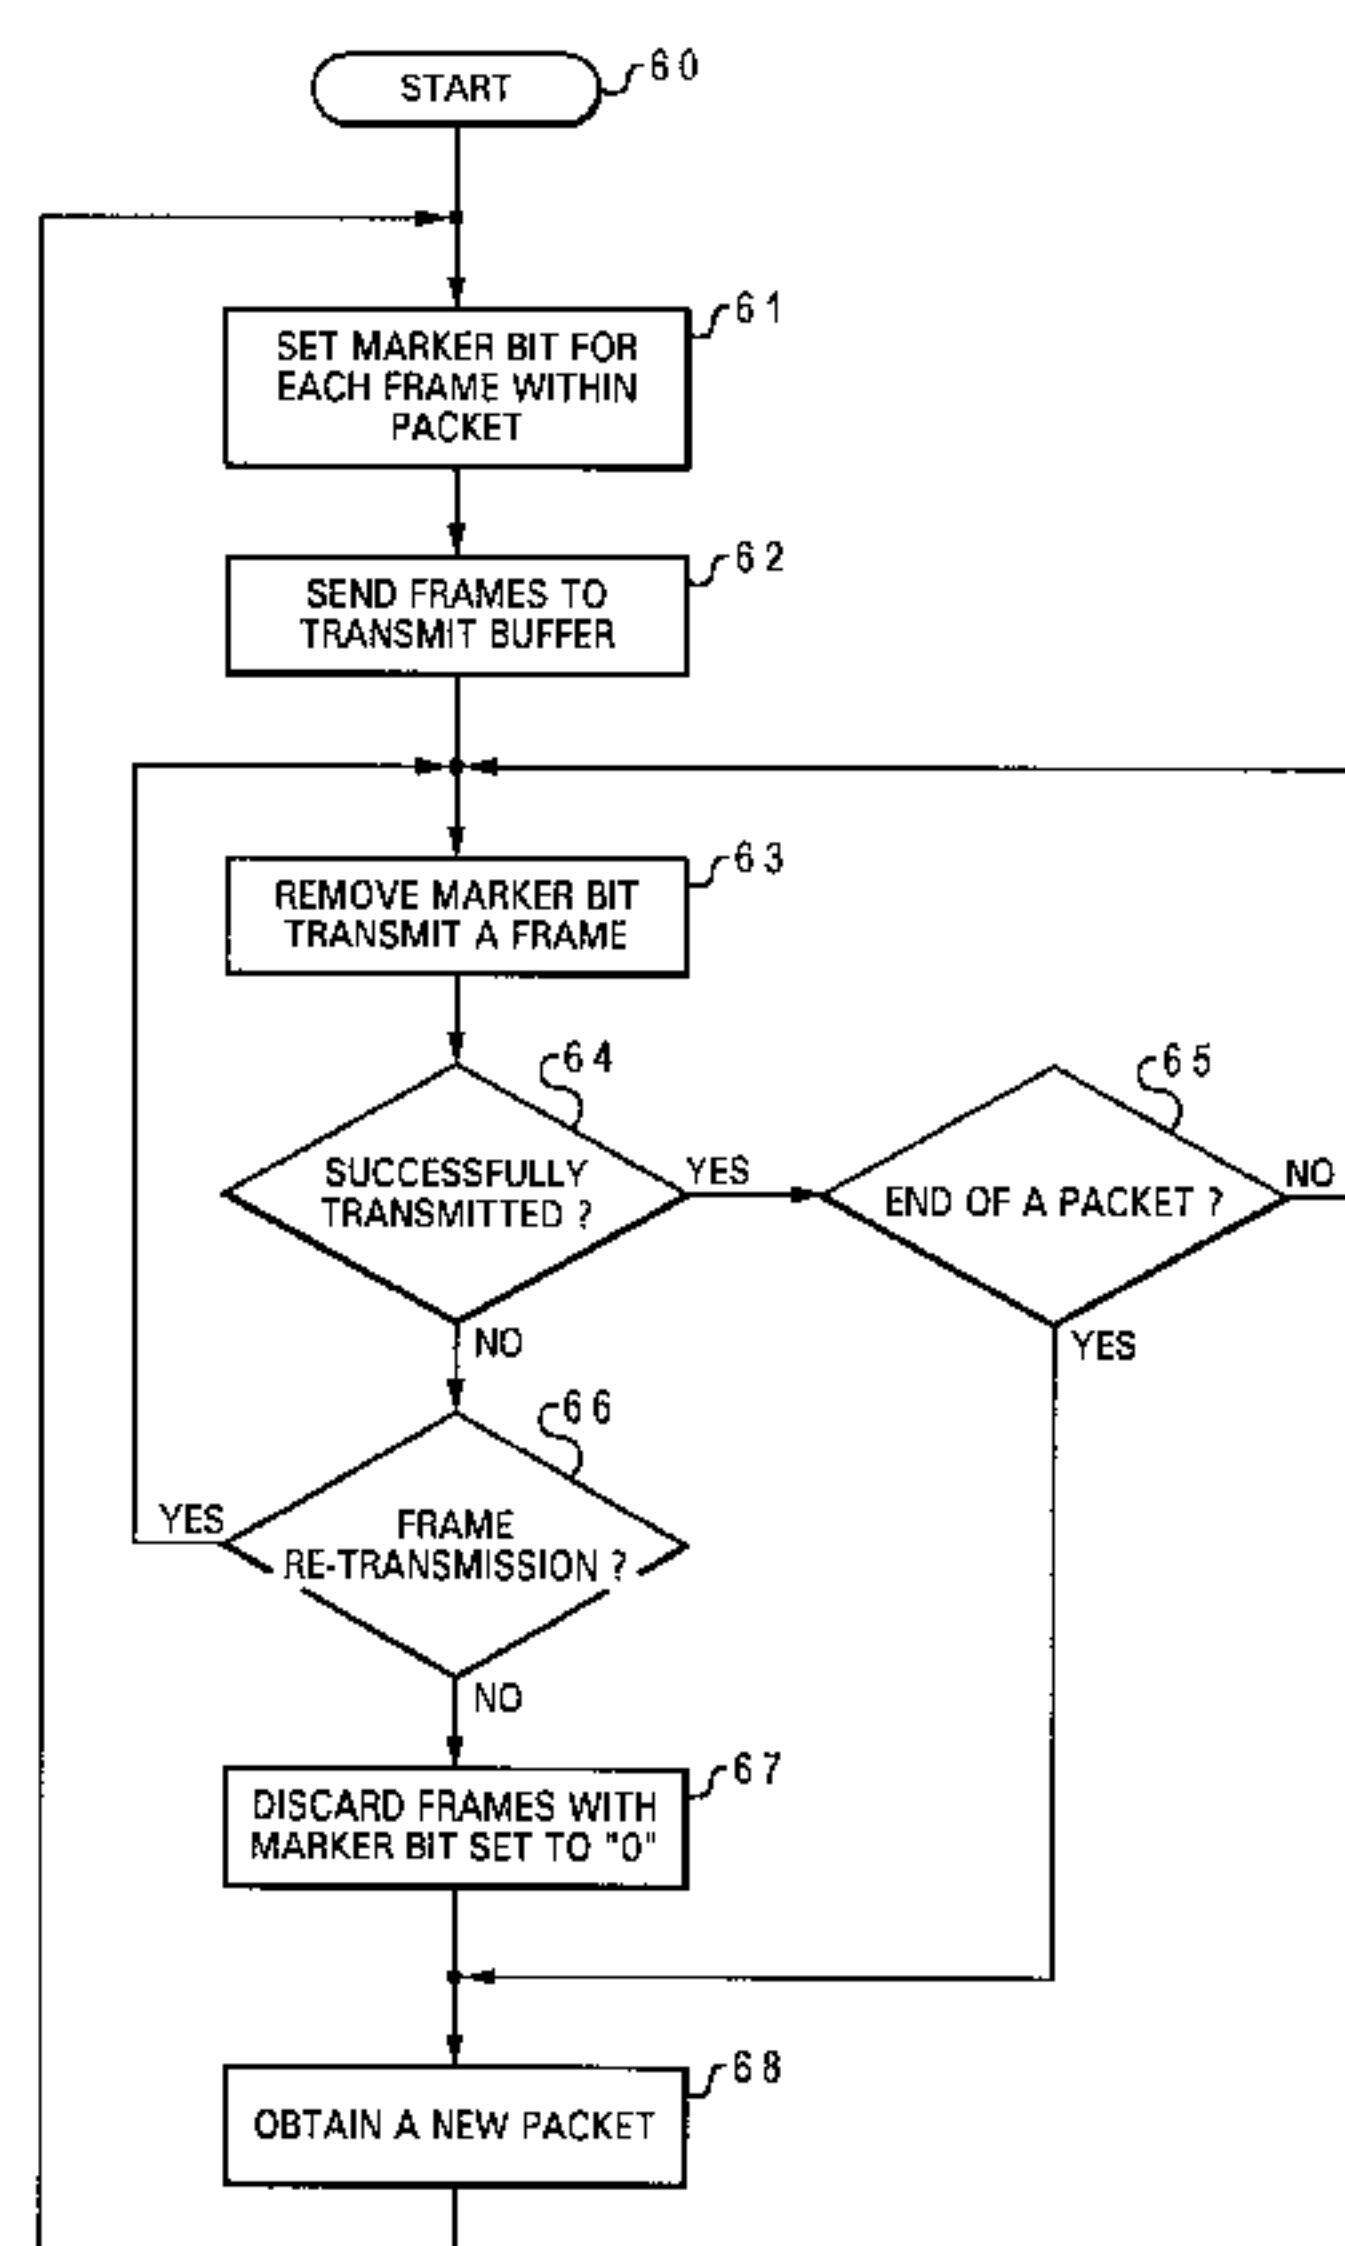 START
60
61
SET MARKER BIT FOR
EACH FRAME WITHIN
PACKET
62
SEND FRAMES TO
TRANSMIT BUFFER
63
REMOVE MARKER BIT
TRANSMIT A FRAME
64
SUCCESSFULLY
TRANSMITTED ?
YES
65
END OF A PACKET ?
NO
NO
YES
66
FRAME
RE-TRANSMISSION ?
YES
NO
67
DISCARD FRAMES WITH
MARKER BIT SET TO "0"
68
OBTAIN A NEW PACKET